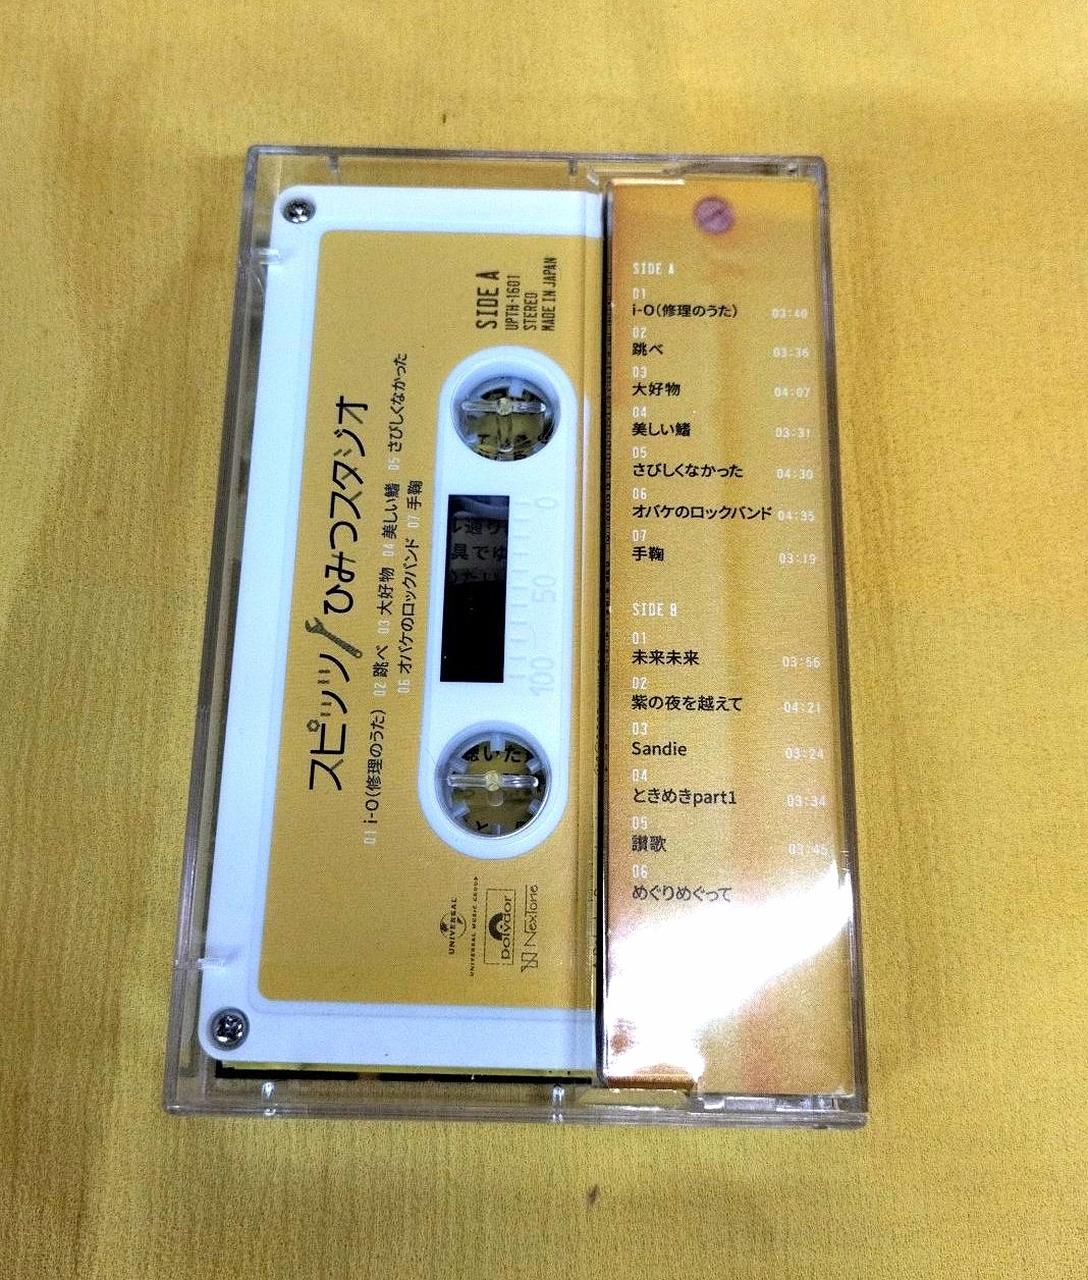 スピッツ ひみつスタジオ
01 i-O(修理のうた) 02 跳べ 03 大好物 04 美しい鰭 05 さびしくなかった
06 オバケのロックバンド 07 手鞠
SIDE A
UPTH-1601
STEREO
MADE IN JAPAN
0
50
100
UNIVERSAL
UNIVERSAL MUSIC GROUP
polydor
NexTone
SIDE A
01
i-O(修理のうた) 03:40
02
跳べ 03:36
03
大好物 04:07
04
美しい鰭 03:31
05
さびしくなかった 04:30
06
オバケのロックバンド 04:35
07
手鞠 03:19
SIDE B
01
未来未来 03:56
02
紫の夜を越えて 04:21
03
Sandie 03:24
04
ときめきpart1 03:34
05
讃歌 03:45
06
めぐりめぐって